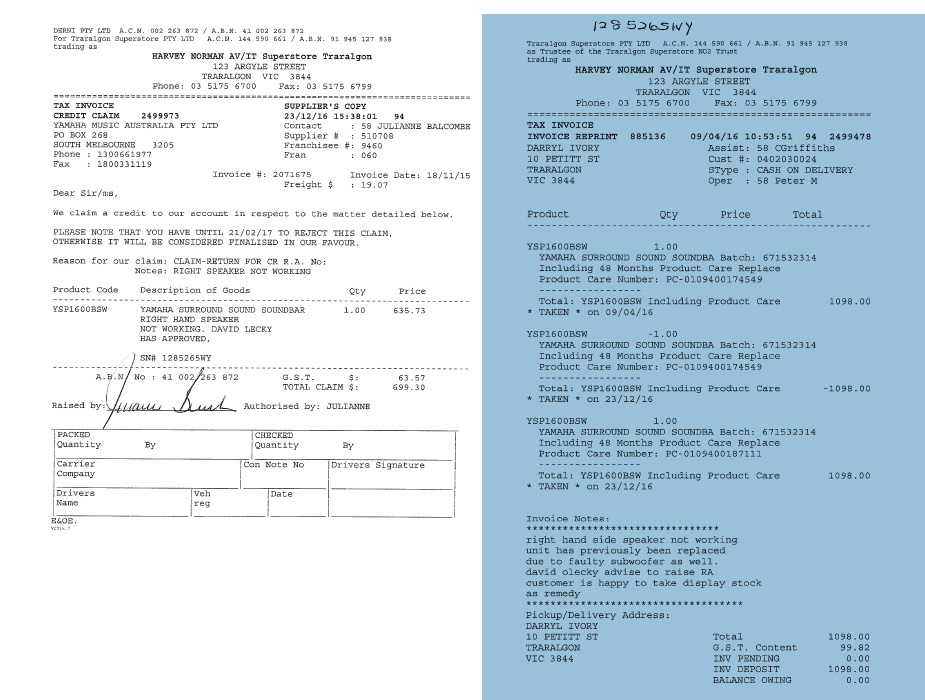 DERNI PTY LTD A.C.N. 002 263 872 / A.B.N. 41 002 263 872
For Traralgon Superstore PTY LTD A.C.N. 144 590 661 / A.B.N. 91 945 127 938
trading as
HARVEY NORMAN AV/IT Superstore Traralgon
123 ARGYLE STREET
TRARALGON VIC 3844
Phone: 03 5175 6700 Fax: 03 5175 6799
TAX INVOICE SUPPLIER'S COPY
CREDIT CLAIM 2499973 23/12/16 15:38:01 94
YAMAHA MUSIC AUSTRALIA PTY LTD Contact : 58 JULIANNE BALCOMBE
PO BOX 268 Supplier # : 510708
SOUTH MELBOURNE 3205 Franchisee #: 9460
Phone : 1300661977 Fran : 060
Fax : 1800331119
Invoice #: 2071675 Invoice Date: 18/11/15
Freight $ : 19.07
Dear Sir/ms,
We claim a credit to our account in respect to the matter detailed below.
PLEASE NOTE THAT YOU HAVE UNTIL 21/02/17 TO REJECT THIS CLAIM,
OTHERWISE IT WILL BE CONSIDERED FINALISED IN OUR FAVOUR.
Reason for our claim: CLAIM-RETURN FOR CR R.A. No:
Notes: RIGHT SPEAKER NOT WORKING
Product Code Description of Goods Qty Price
YSP1600BSW YAMAHA SURROUND SOUND SOUNDBAR 1.00 635.73
RIGHT HAND SPEAKER
NOT WORKING. DAVID LECKY
HAS APPROVED,
SN# 1285265WY
A.B.N No : 41 002 263 872 G.S.T. $: 63.57
TOTAL CLAIM $: 699.30
Raised by: Authorised by: JULIANNE
PACKED CHECKED
Quantity By Quantity By
Carrier Con Note No Drivers Signature
Company
Drivers Veh Date
Name reg
E&OE.
1285265WY
Traralgon Superstore PTY LTD A.C.N. 144 590 661 / A.B.N. 91 945 127 938
as Trustee of the Traralgon Superstore NO2 Trust
trading as
HARVEY NORMAN AV/IT Superstore Traralgon
123 ARGYLE STREET
TRARALGON VIC 3844
Phone: 03 5175 6700 Fax: 03 5175 6799
TAX INVOICE
INVOICE REPRINT 885136 09/04/16 10:53:51 94 2499478
DARRYL IVORY Assist: 58 CGriffiths
10 PETITT ST Cust #: 0402030024
TRARALGON SType : CASH ON DELIVERY
VIC 3844 Oper : 58 Peter M
Product Qty Price Total
YSP1600BSW 1.00
YAMAHA SURROUND SOUND SOUNDBA Batch: 671532314
Including 48 Months Product Care Replace
Product Care Number: PC-0109400174549
Total: YSP1600BSW Including Product Care 1098.00
* TAKEN * on 09/04/16
YSP1600BSW -1.00
YAMAHA SURROUND SOUND SOUNDBA Batch: 671532314
Including 48 Months Product Care Replace
Product Care Number: PC-0109400174549
Total: YSP1600BSW Including Product Care -1098.00
* TAKEN * on 23/12/16
YSP1600BSW 1.00
YAMAHA SURROUND SOUND SOUNDBA Batch: 671532314
Including 48 Months Product Care Replace
Product Care Number: PC-0109400187111
Total: YSP1600BSW Including Product Care 1098.00
* TAKEN * on 23/12/16
Invoice Notes:
********************************
right hand side speaker not working
unit has previously been replaced
due to faulty subwoofer as well.
david olecky advise to raise RA
customer is happy to take display stock
as remedy
************************************
Pickup/Delivery Address:
DARRYL IVORY
10 PETITT ST Total 1098.00
TRARALGON G.S.T. Content 99.82
VIC 3844 INV PENDING 0.00
INV DEPOSIT 1098.00
BALANCE OWING 0.00